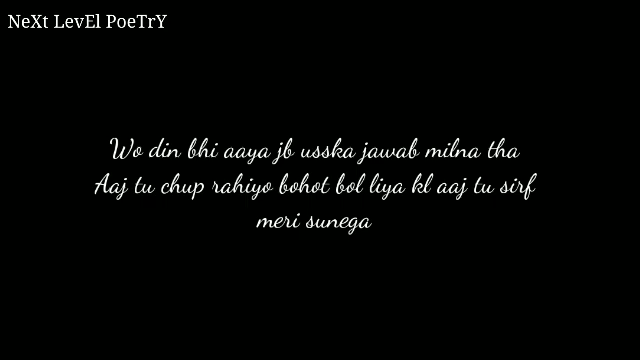 NeXt LevEl PoeTrY
Wo din bhi aaya jb usska jawab milna tha
Aaj tu chup rahiyo bohot bol liya kl aaj tu sirf
meri sunega